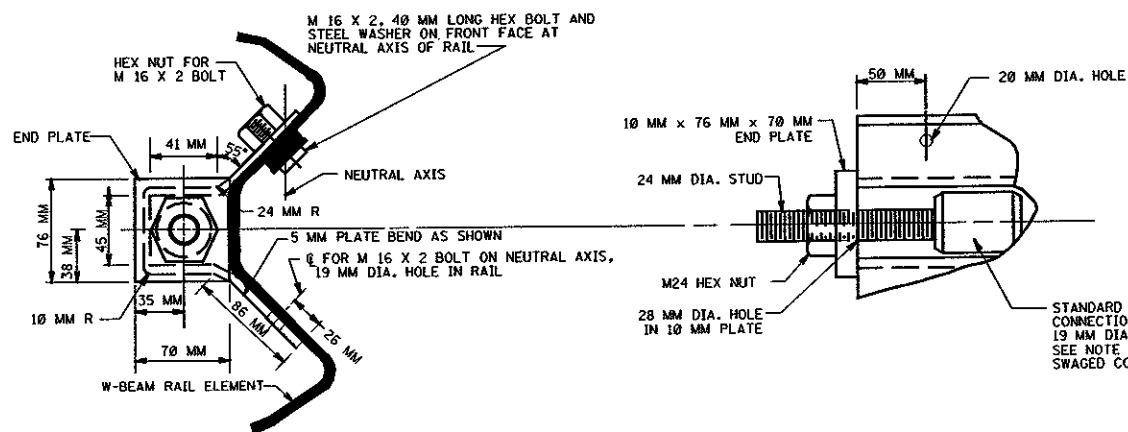 M 16 X 2, 40 MM LONG HEX BOLT AND
STEEL WASHER ON FRONT FACE AT
NEUTRAL AXIS OF RAIL
HEX NUT FOR
M 16 X 2 BOLT
END PLATE
41 MM
55°
NEUTRAL AXIS
76 MM
38 MM
45 MM
24 MM R
5 MM PLATE BEND AS SHOWN
℄ FOR M 16 X 2 BOLT ON NEUTRAL AXIS,
19 MM DIA. HOLE IN RAIL
35 MM
10 MM R
86 MM
26 MM
70 MM
W-BEAM RAIL ELEMENT
50 MM
20 MM DIA. HOLE
10 MM x 76 MM x 70 MM
END PLATE
24 MM DIA. STUD
M24 HEX NUT
28 MM DIA. HOLE
IN 10 MM PLATE
STANDARD
CONNECTIO
19 MM DIA
SEE NOTE
SWAGED CO